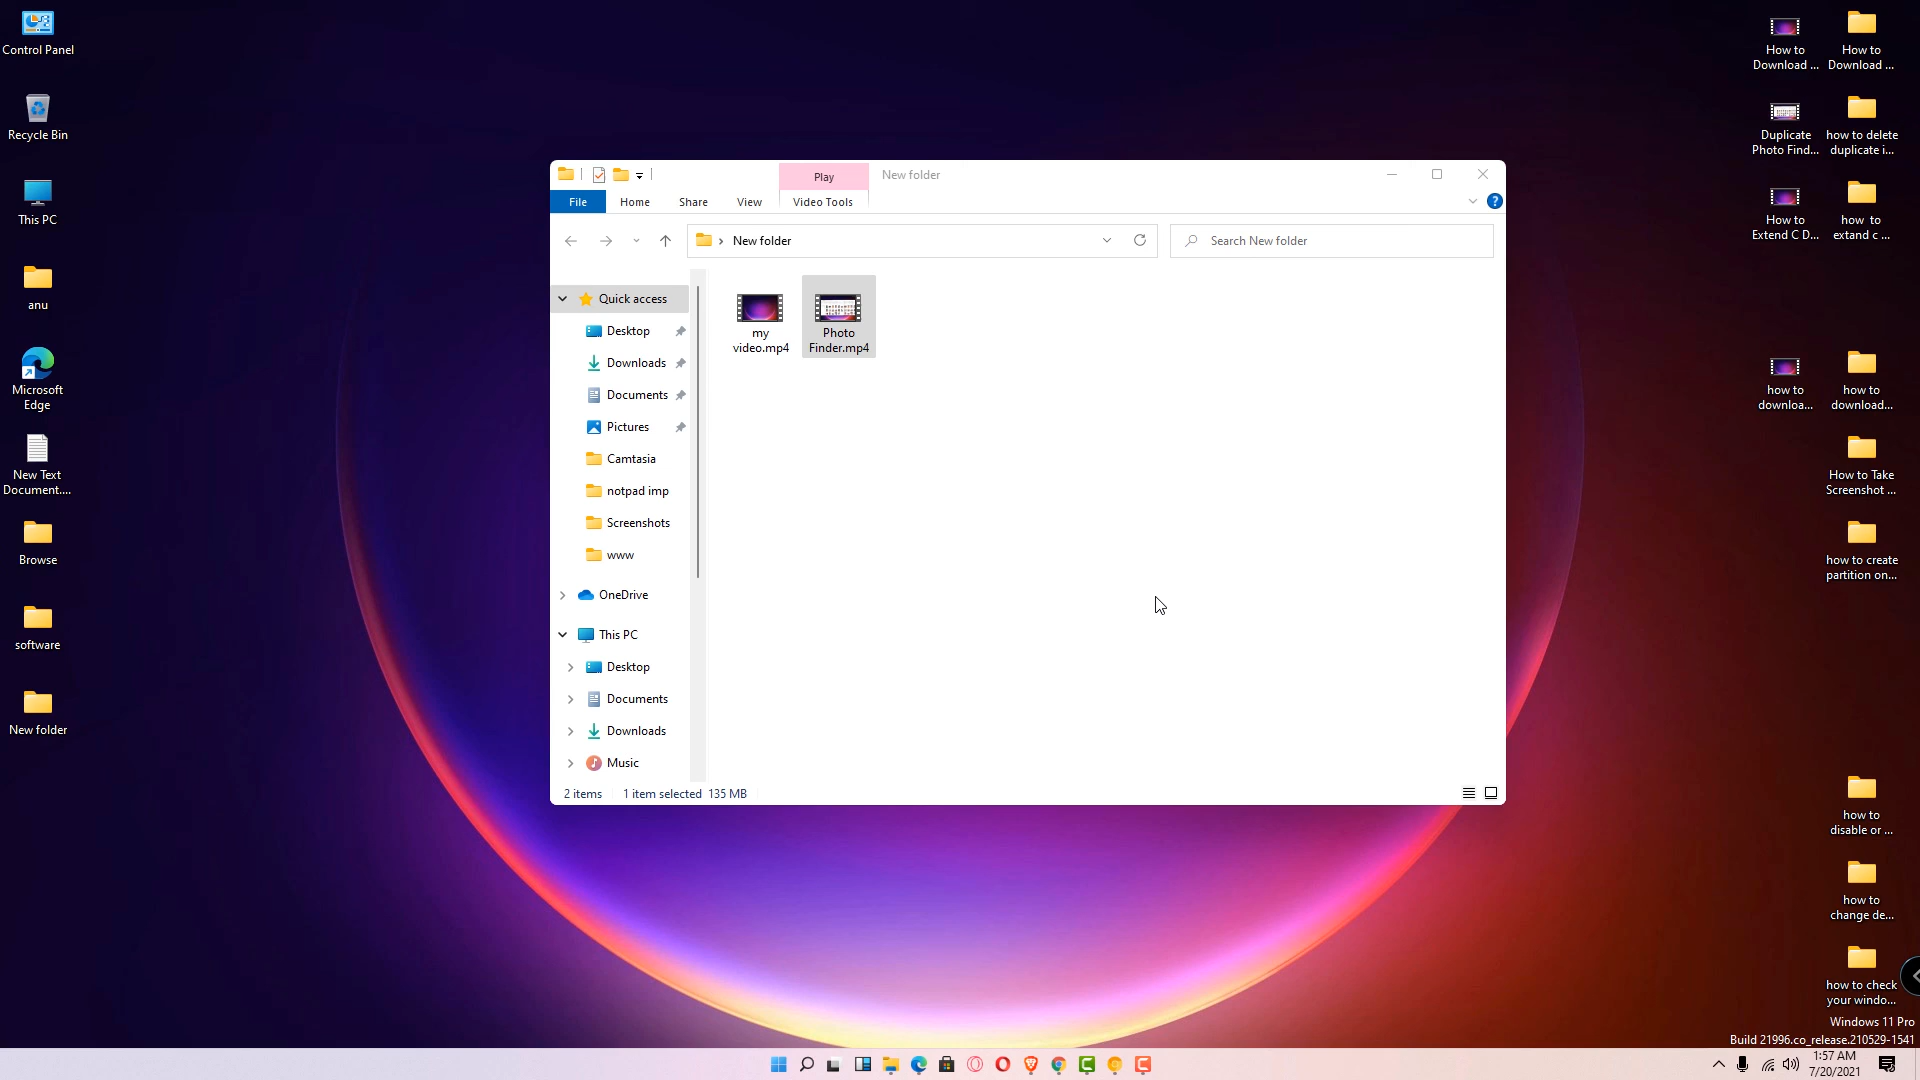 Control Panel
Recycle Bin
This PC
anu
Microsoft
Edge
New Text
Document....
Browse
software
New folder
Play
New folder
File
Home
Share
View
Video Tools
New folder
Search New folder
Quick access
Desktop
Downloads
Documents
Pictures
Camtasia
notpad imp
Screenshots
www
OneDrive
This PC
Desktop
Documents
Downloads
Music
my
video.mp4
Photo
Finder.mp4
2 items
1 item selected 135 MB
How to
Download ...
How to
Download ...
Duplicate
Photo Find...
how to delete
duplicate i...
How to
Extend C D...
how to
extand c ...
how to
downloa...
how to
download...
How to Take
Screenshot ...
how to create
partition on...
how to
disable or ...
how to
change de...
how to check
your windo...
Windows 11 Pro
Build 21996.co_release.210529-1541
1:57 AM
7/20/2021